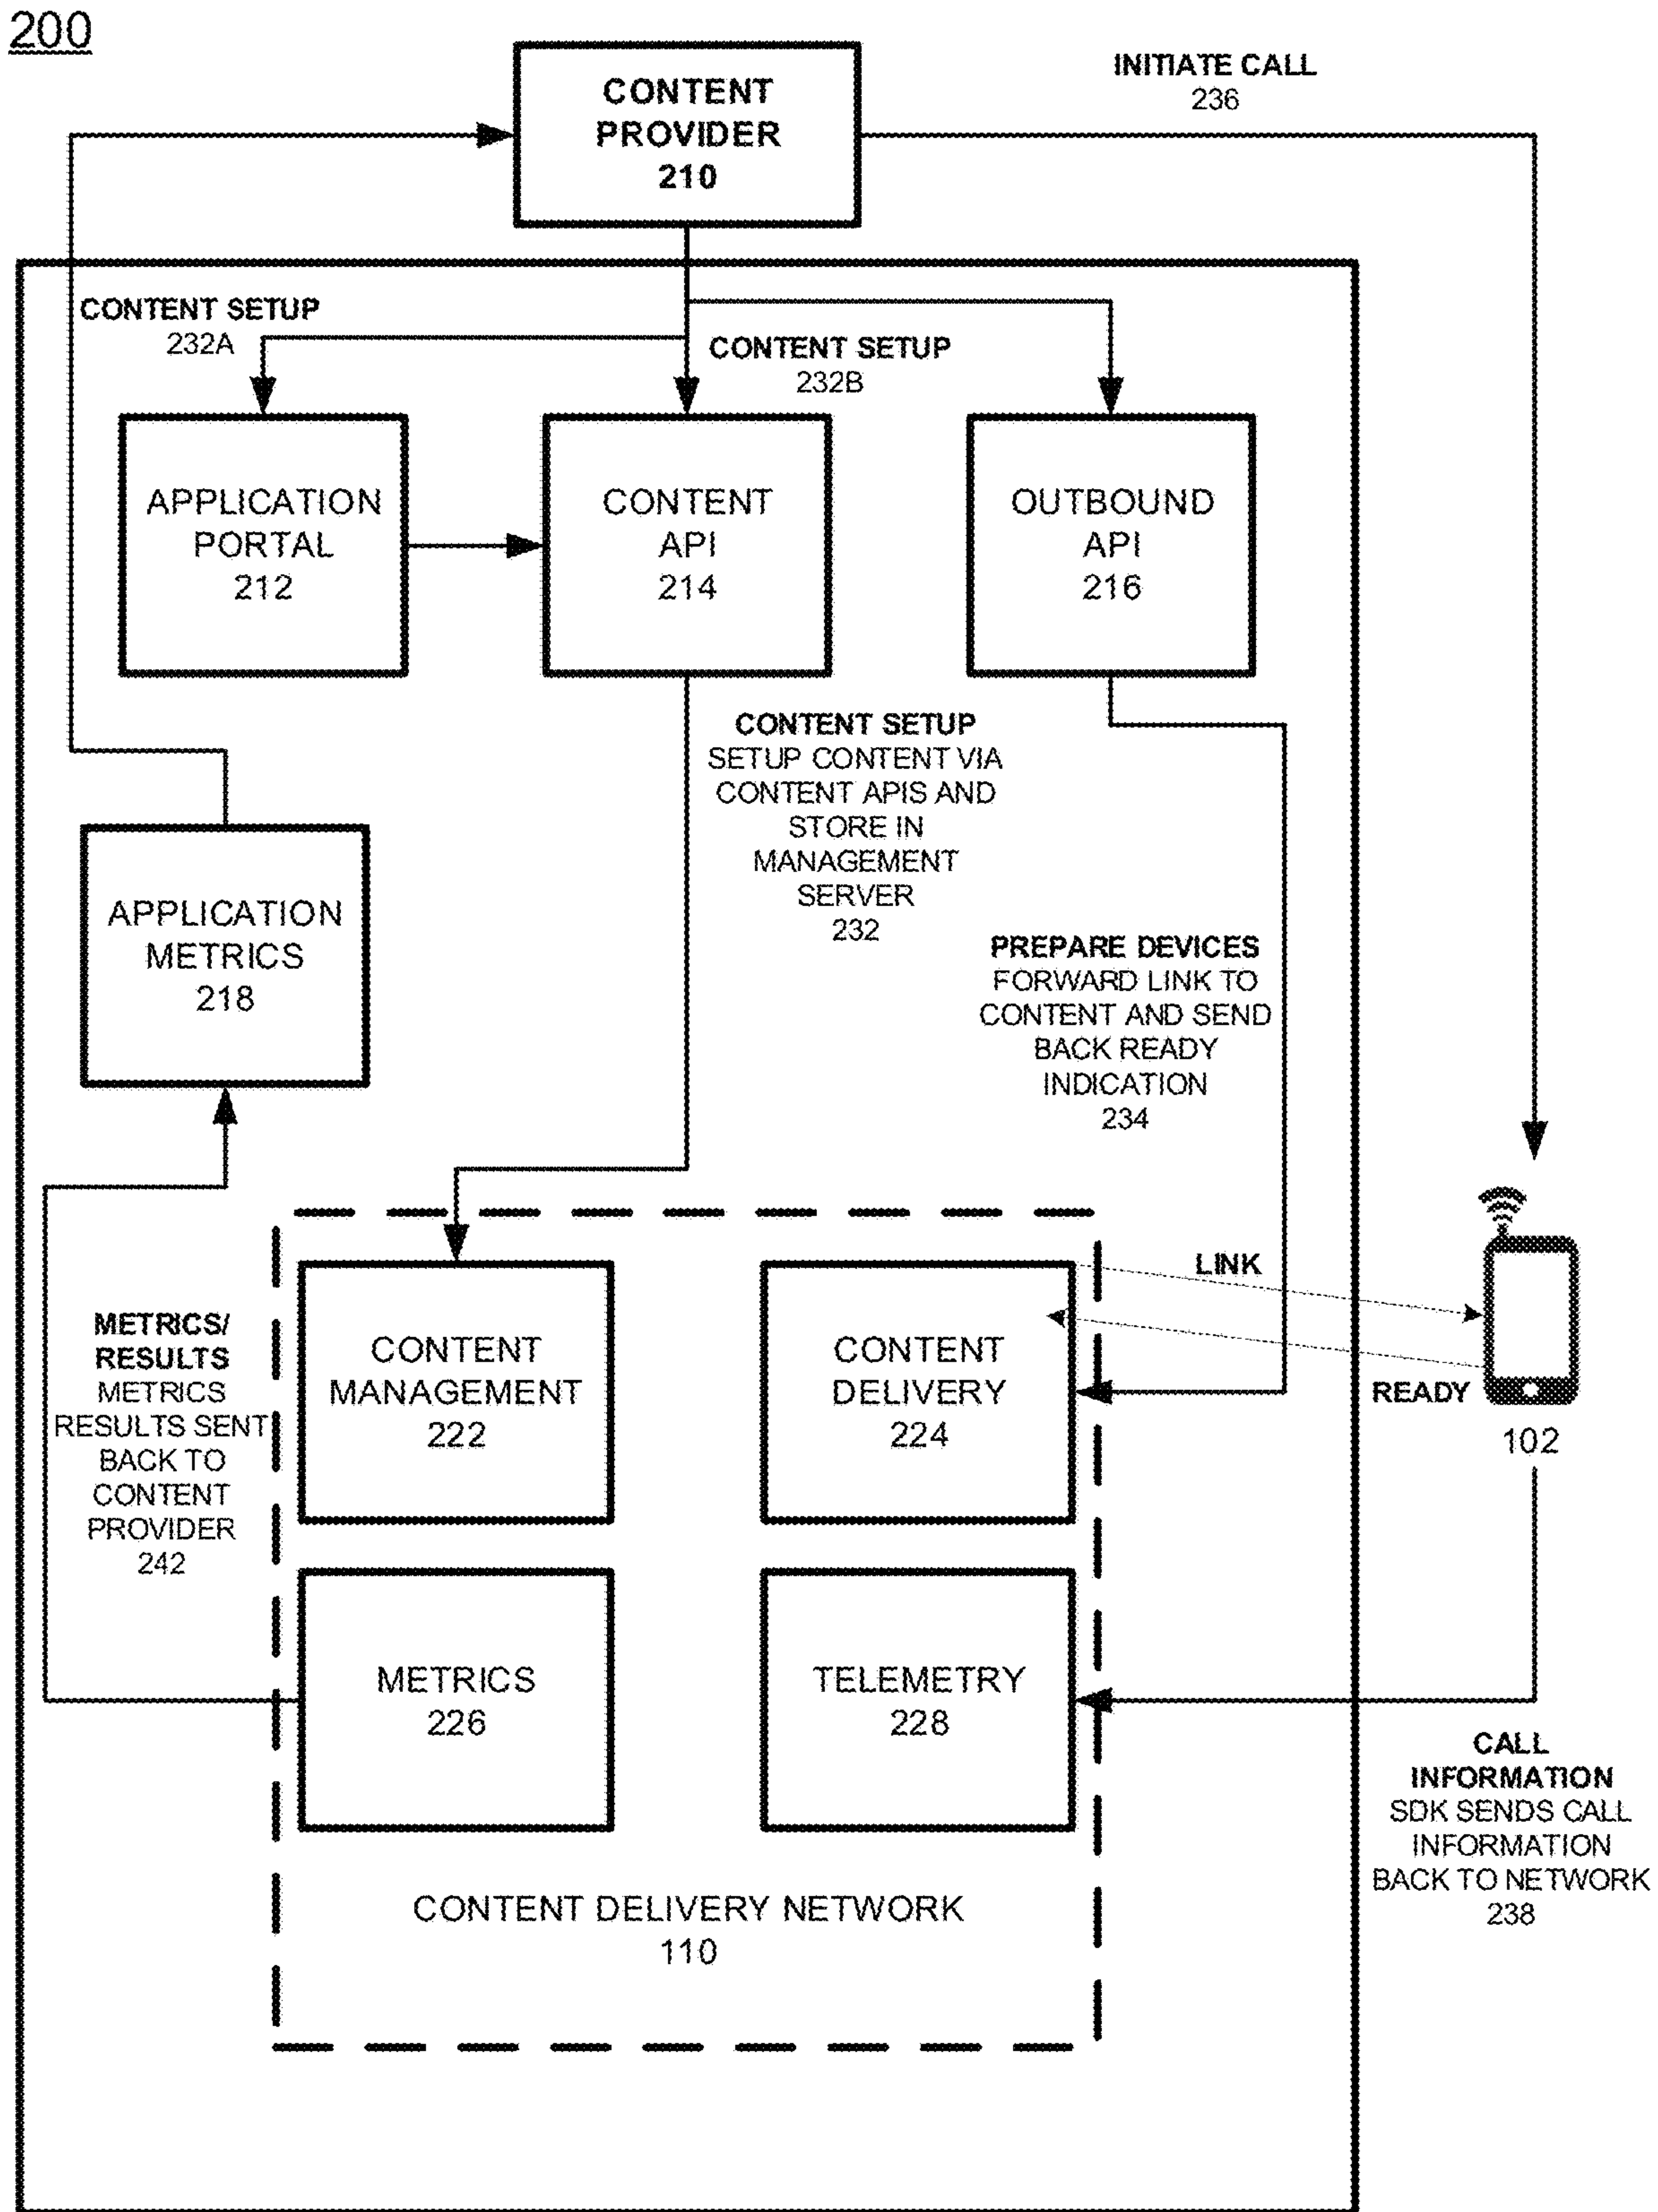 200
CONTENT
PROVIDER
210
INITIATE CALL
236
CONTENT SETUP
232A
CONTENT SETUP
232B
APPLICATION
PORTAL
212
CONTENT
API
214
OUTBOUND
API
216
CONTENT SETUP
SETUP CONTENT VIA
CONTENT APIS AND
STORE IN
MANAGEMENT
SERVER
232
APPLICATION
METRICS
218
PREPARE DEVICES
FORWARD LINK TO
CONTENT AND SEND
BACK READY
INDICATION
234
LINK
READY
102
METRICS/
RESULTS
METRICS
RESULTS SENT
BACK TO
CONTENT
PROVIDER
242
CONTENT
MANAGEMENT
222
CONTENT
DELIVERY
224
METRICS
226
TELEMETRY
228
CALL
INFORMATION
SDK SENDS CALL
INFORMATION
BACK TO NETWORK
238
CONTENT DELIVERY NETWORK
110